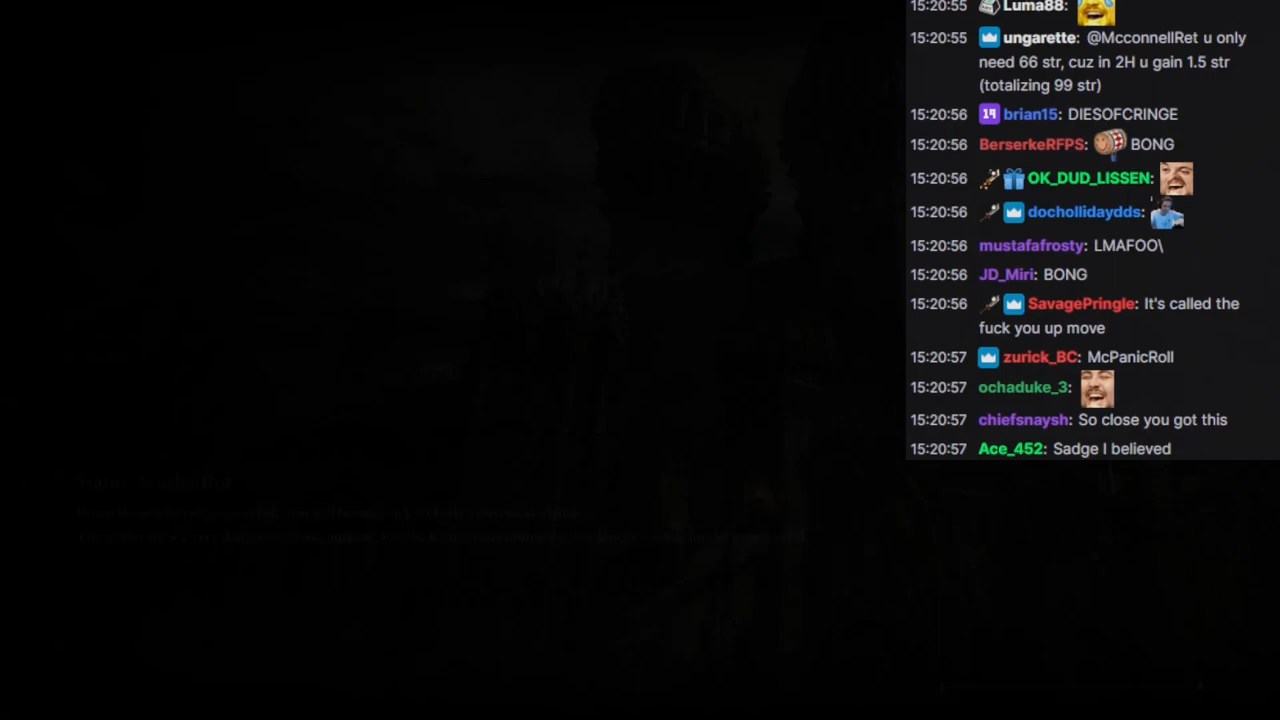 15:20:55 Luma88:
15:20:55 ungarette: @McconnellRet u only
need 66 str, cuz in 2H u gain 1.5 str
(totalizing 99 str)
15:20:56 brian15: DIESOFCRINGE
15:20:56 BerserkeRFPS: BONG
15:20:56 OK_DUD_LISSEN:
15:20:56 dochollidaydds:
15:20:56 mustafafrosty: LMAFOO\
15:20:56 JD_Miri: BONG
15:20:56 SavagePringle: It's called the
fuck you up move
15:20:57 zurick_BC: McPanicRoll
15:20:57 ochaduke_3:
15:20:57 chiefsnaysh: So close you got this
15:20:57 Ace_452: Sadge I believed